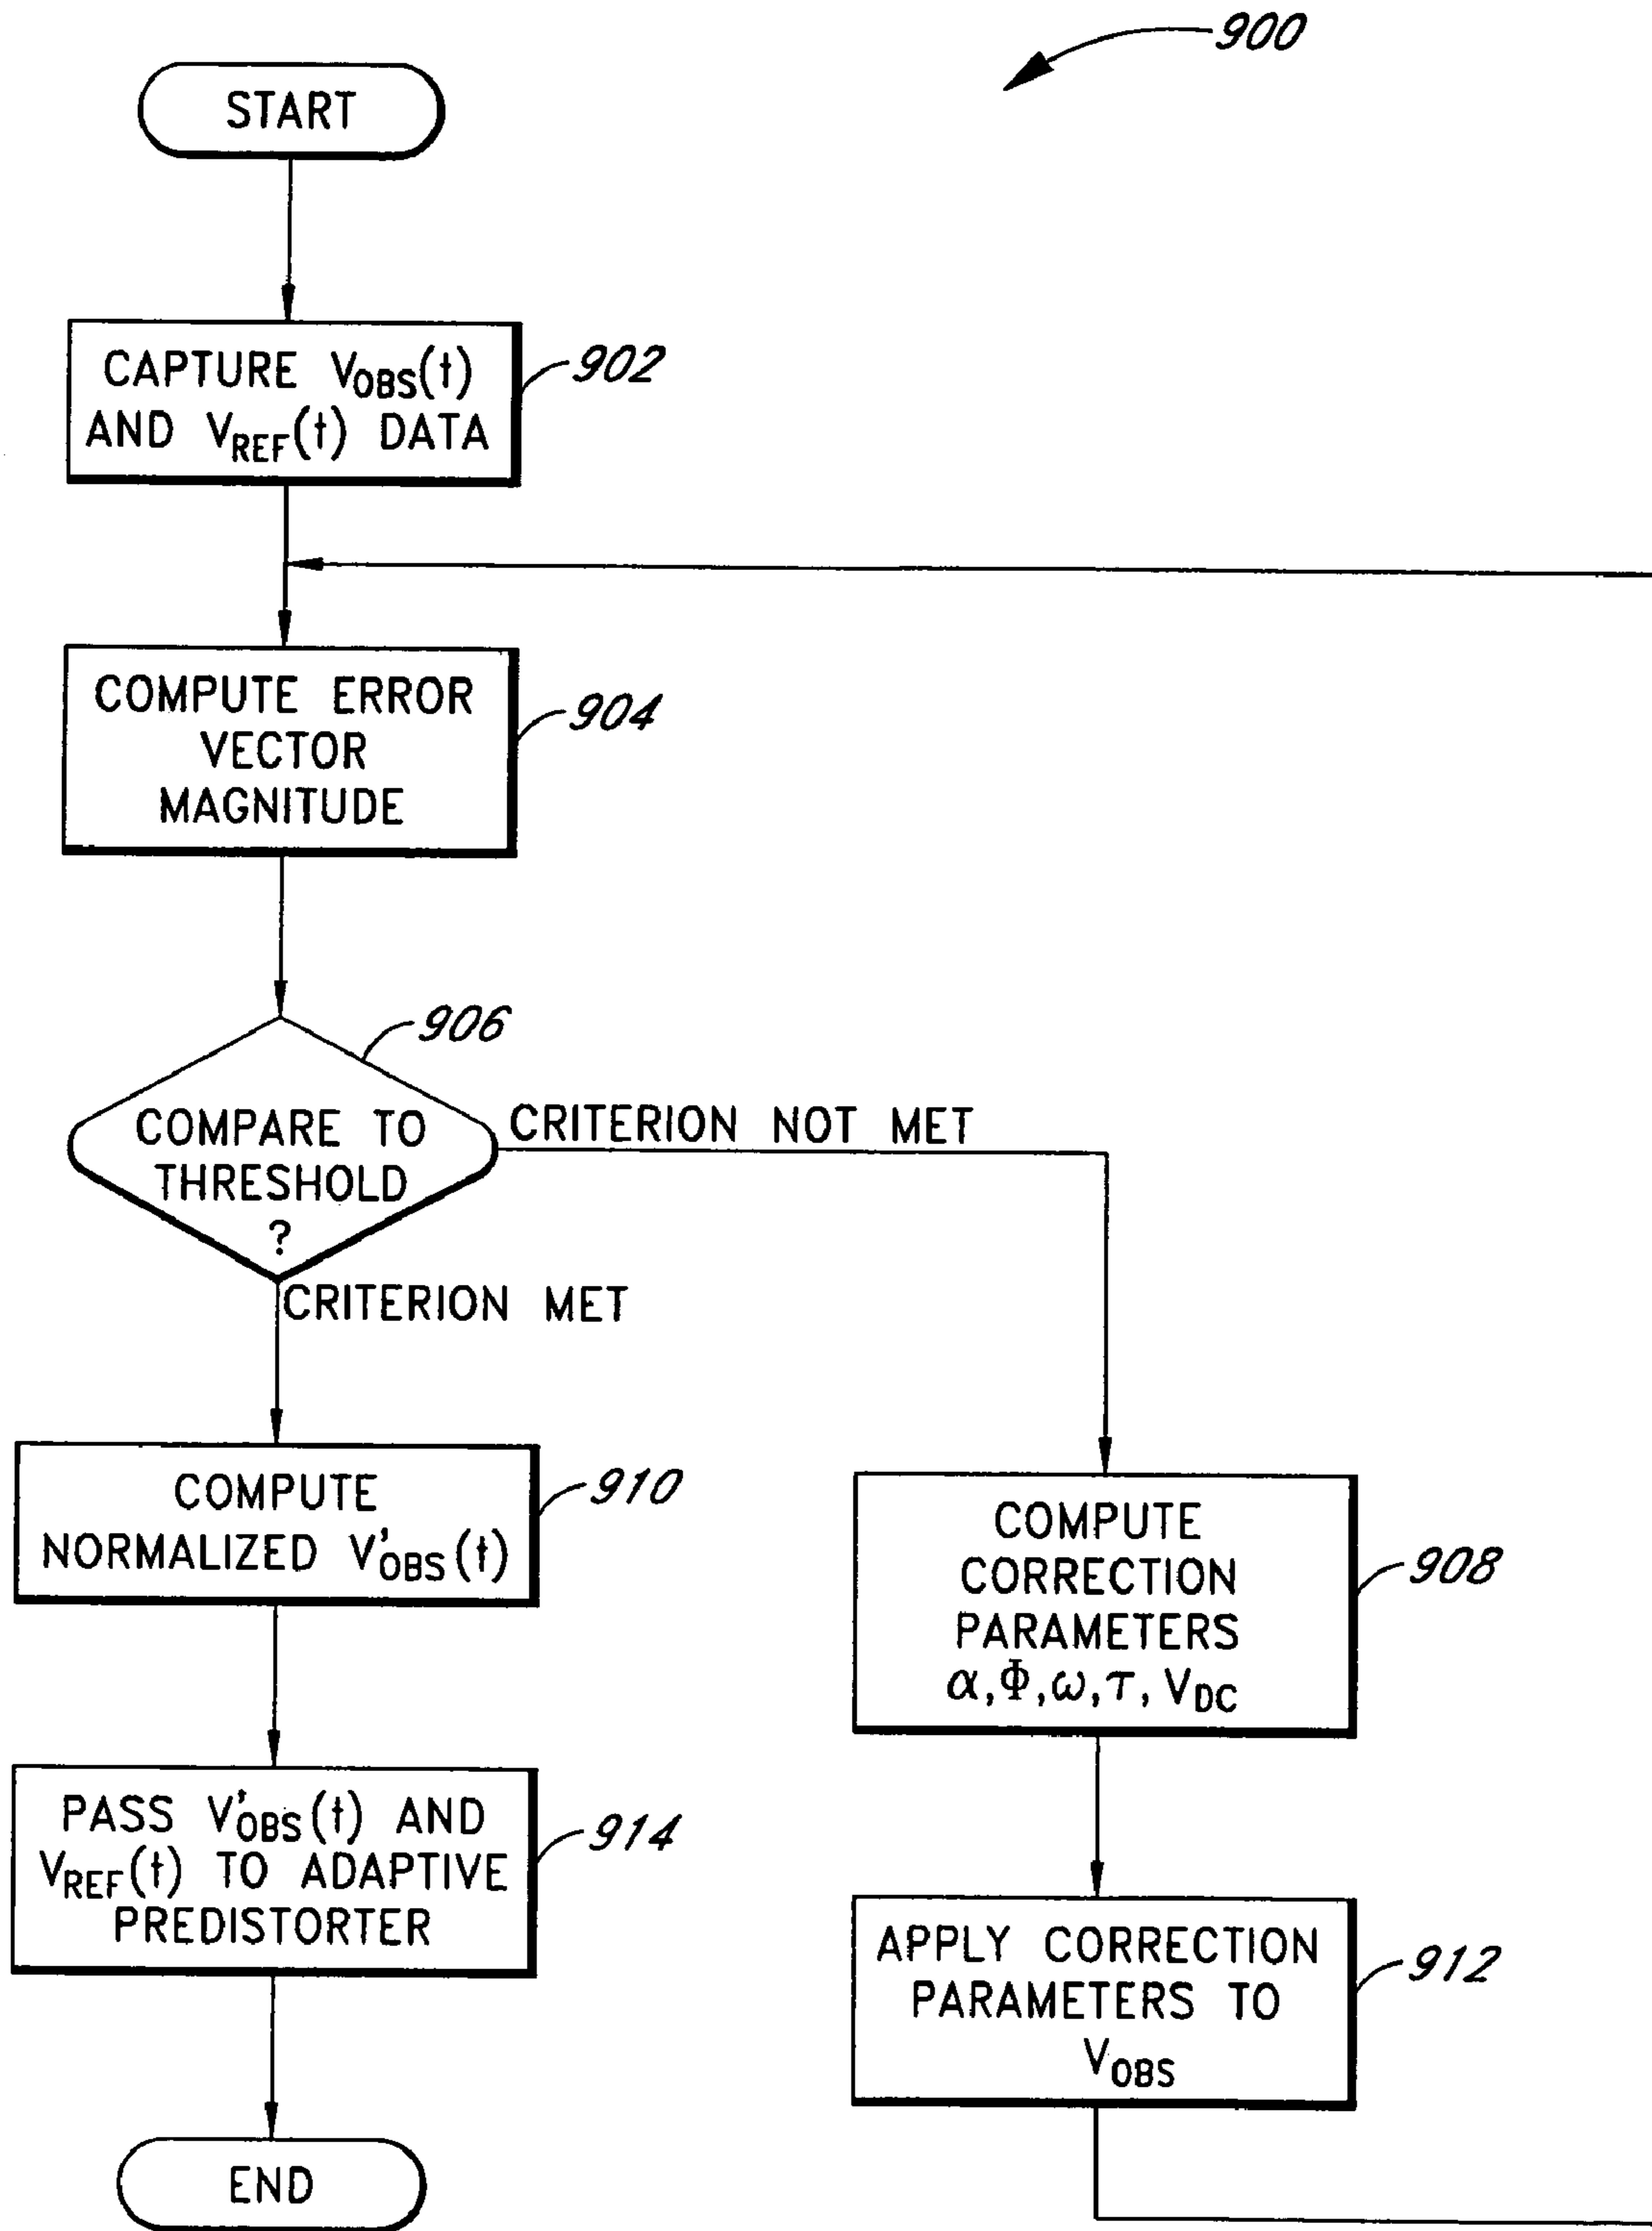 900
START
CAPTURE V_OBS(t)
AND V_REF(t) DATA
902
COMPUTE ERROR
VECTOR
MAGNITUDE
904
906
COMPARE TO
THRESHOLD
?
CRITERION NOT MET
CRITERION MET
COMPUTE
NORMALIZED V'_OBS(t)
910
COMPUTE
CORRECTION
PARAMETERS
α,Φ,ω,τ, V_DC
908
PASS V'_OBS(t) AND
V_REF(t) TO ADAPTIVE
PREDISTORTER
914
APPLY CORRECTION
PARAMETERS TO
V_OBS
912
END